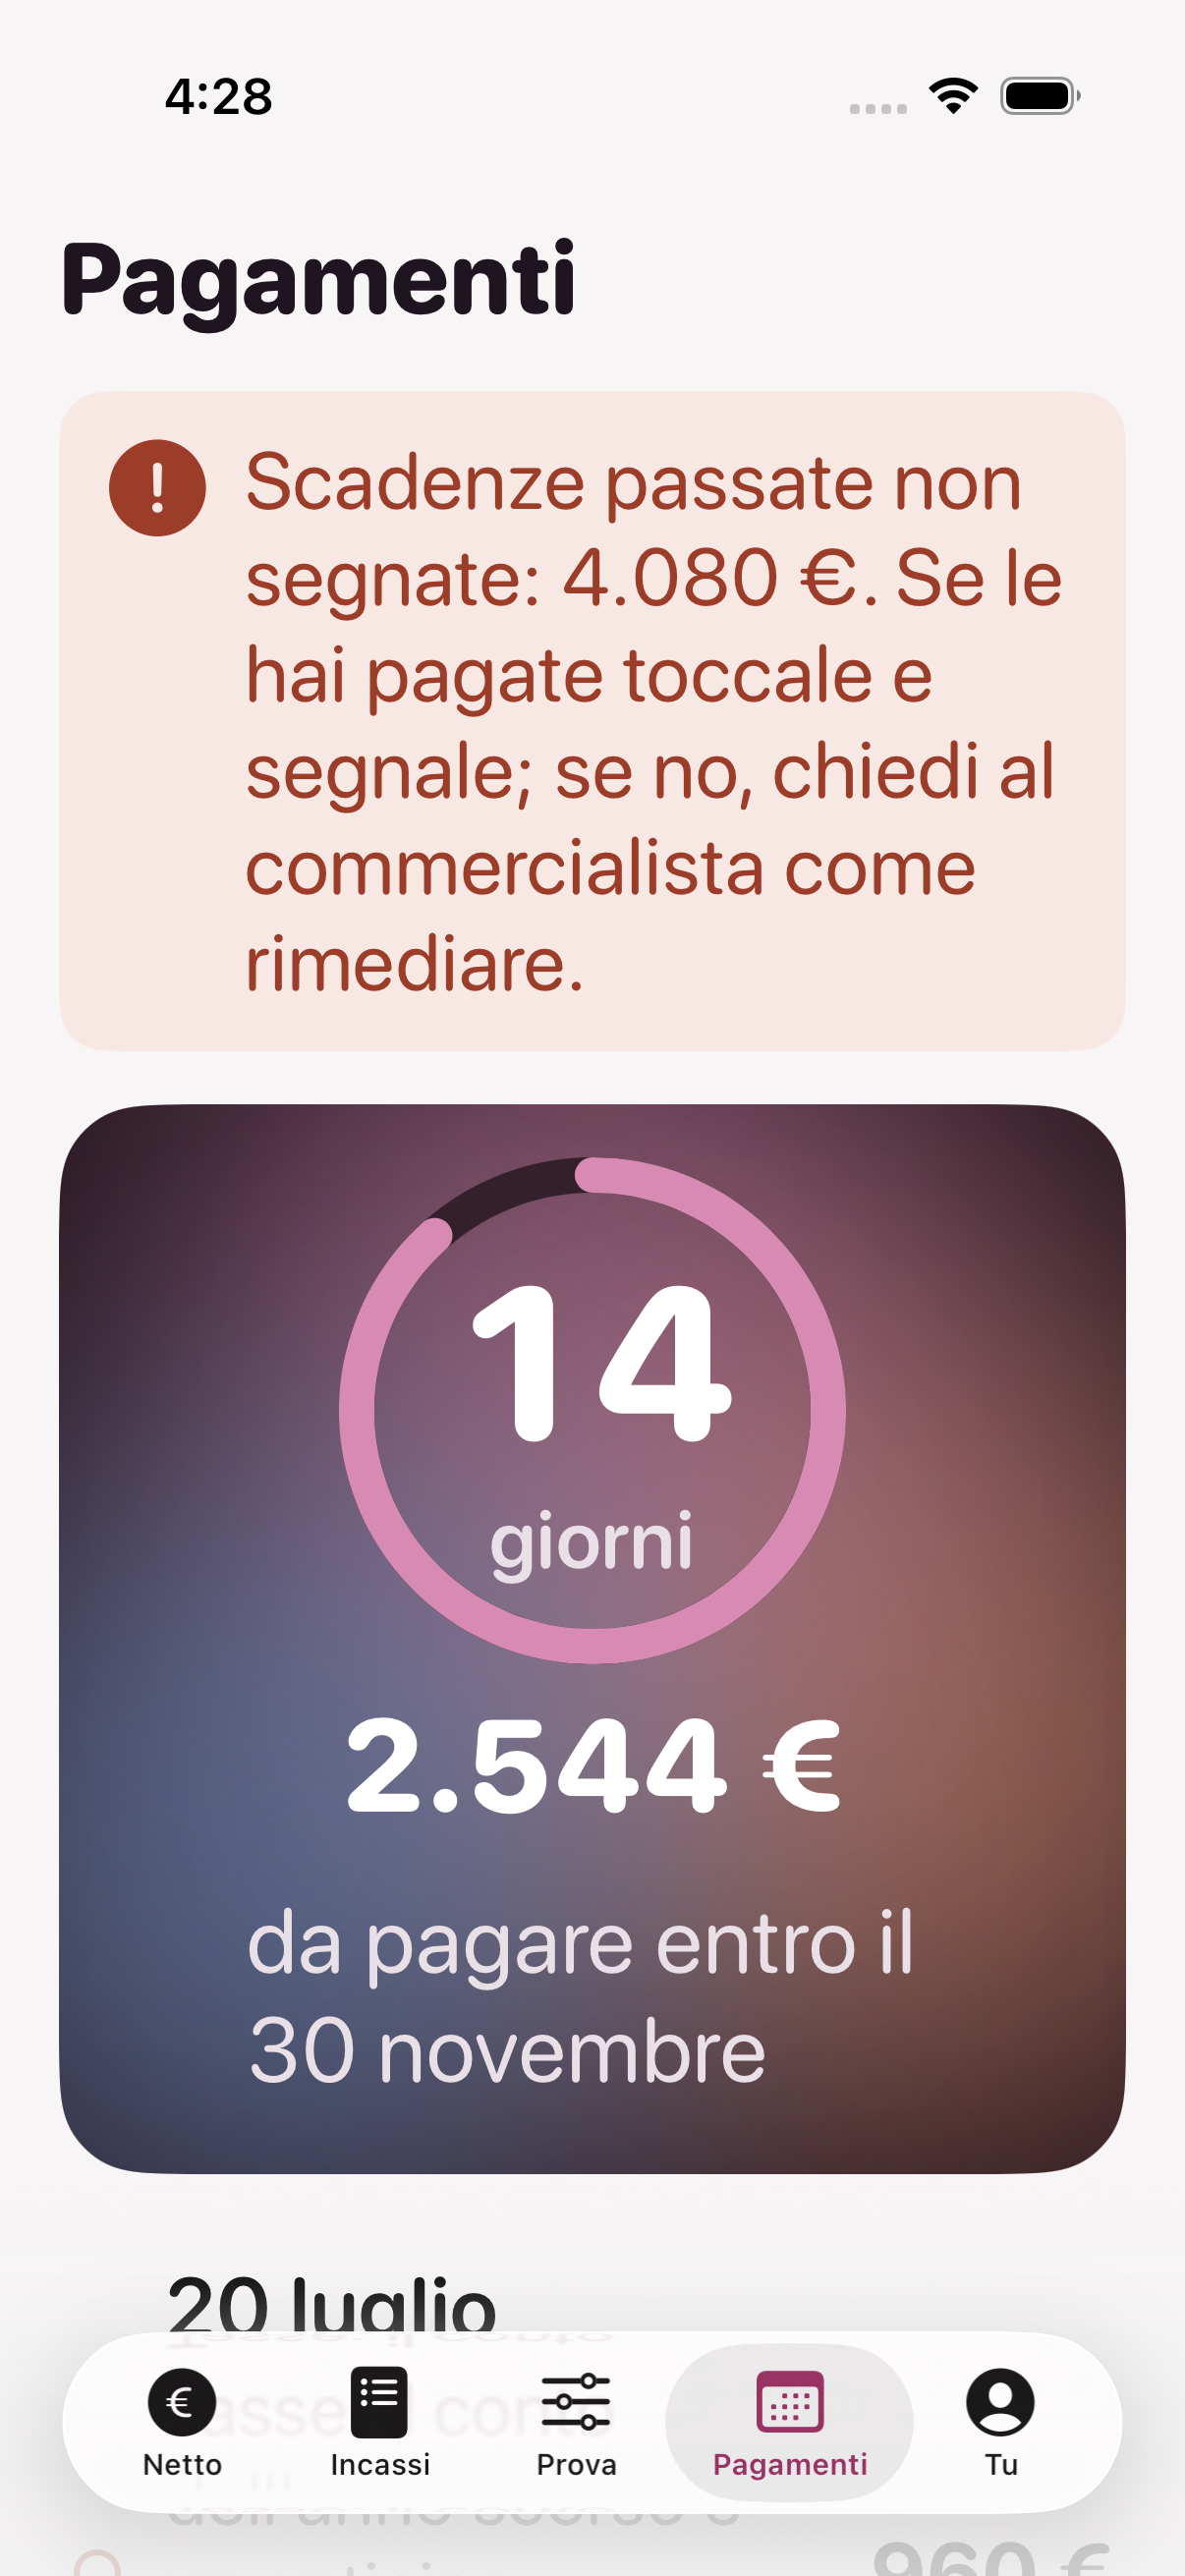 4:28
Pagamenti
Scadenze passate non
segnate: 4.080 €. Se le
hai pagate toccale e
segnale; se no, chiedi al
commercialista come
rimediare.
14
giorni
2.544 €
da pagare entro il
30 novembre
20 luglio
960 €
Netto
Incassi
Prova
Pagamenti
Tu